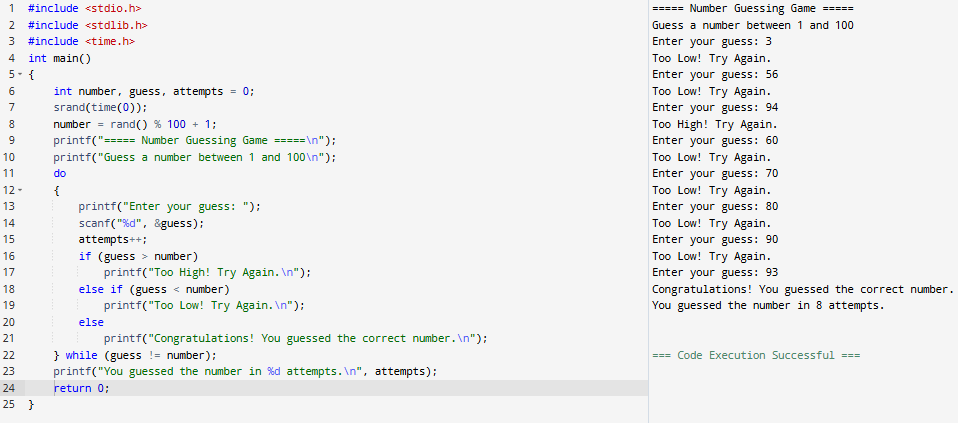 1 #include <stdio.h>
2 #include <stdlib.h>
3 #include <time.h>
4 int main()
5 {
6     int number, guess, attempts = 0;
7     srand(time(0));
8     number = rand() % 100 + 1;
9     printf("===== Number Guessing Game =====\n");
10     printf("Guess a number between 1 and 100\n");
11     do
12     {
13         printf("Enter your guess: ");
14         scanf("%d", &guess);
15         attempts++;
16         if (guess > number)
17             printf("Too High! Try Again.\n");
18         else if (guess < number)
19             printf("Too Low! Try Again.\n");
20         else
21             printf("Congratulations! You guessed the correct number.\n");
22     } while (guess != number);
23     printf("You guessed the number in %d attempts.\n", attempts);
24     return 0;
25 }
===== Number Guessing Game =====
Guess a number between 1 and 100
Enter your guess: 3
Too Low! Try Again.
Enter your guess: 56
Too Low! Try Again.
Enter your guess: 94
Too High! Try Again.
Enter your guess: 60
Too Low! Try Again.
Enter your guess: 70
Too Low! Try Again.
Enter your guess: 80
Too Low! Try Again.
Enter your guess: 90
Too Low! Try Again.
Enter your guess: 93
Congratulations! You guessed the correct number.
You guessed the number in 8 attempts.
=== Code Execution Successful ===